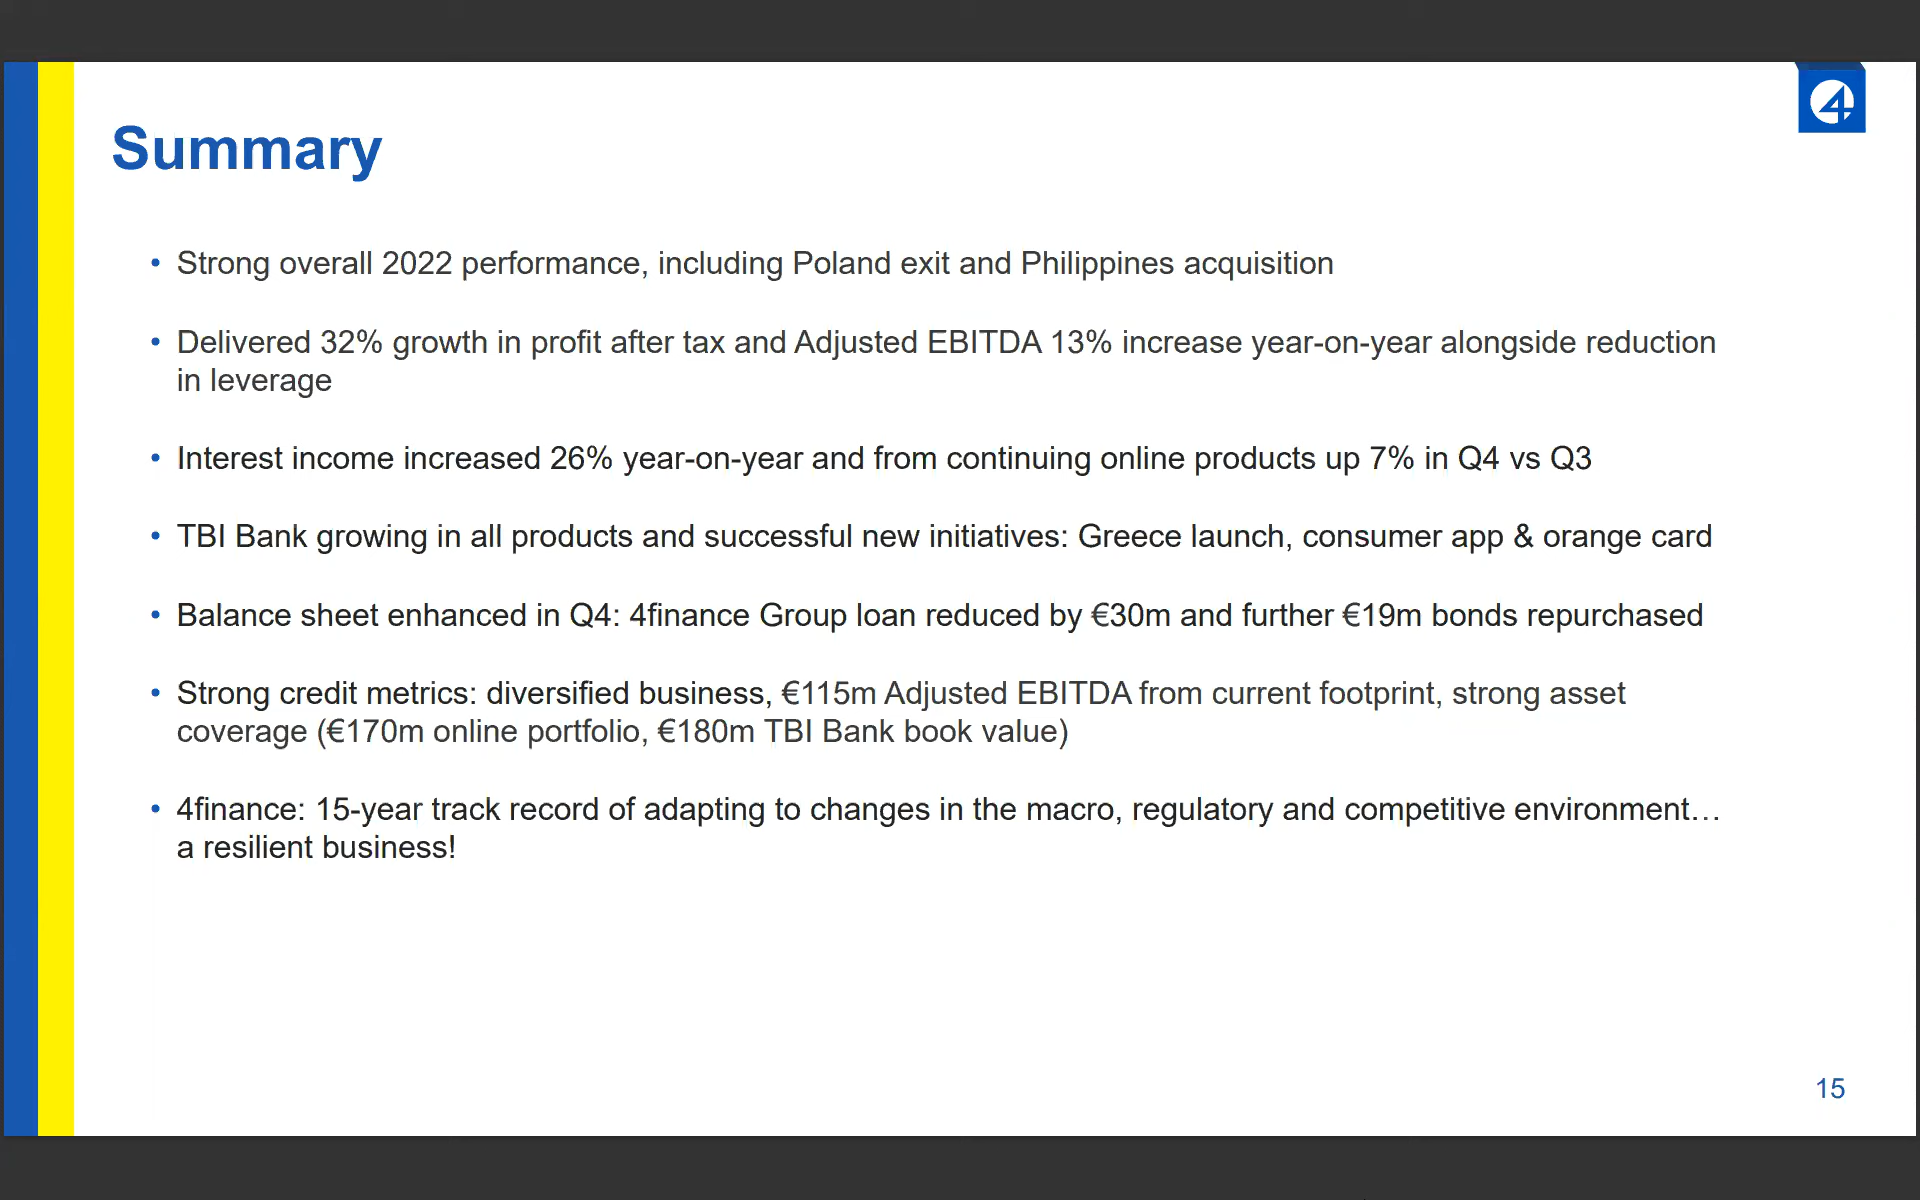 4
Summary
• Strong overall 2022 performance, including Poland exit and Philippines acquisition
• Delivered 32% growth in profit after tax and Adjusted EBITDA 13% increase year-on-year alongside reduction
in leverage
• Interest income increased 26% year-on-year and from continuing online products up 7% in Q4 vs Q3
• TBI Bank growing in all products and successful new initiatives: Greece launch, consumer app & orange card
• Balance sheet enhanced in Q4: 4finance Group loan reduced by €30m and further €19m bonds repurchased
• Strong credit metrics: diversified business, €115m Adjusted EBITDA from current footprint, strong asset
coverage (€170m online portfolio, €180m TBI Bank book value)
• 4finance: 15-year track record of adapting to changes in the macro, regulatory and competitive environment…
a resilient business!
15